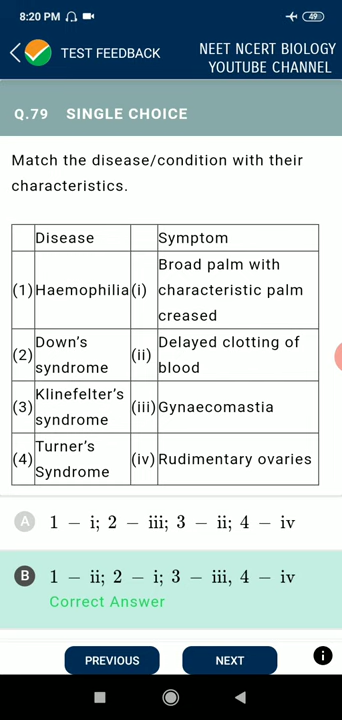 8:20 PM
49
TEST FEEDBACK
NEET NCERT BIOLOGY
YOUTUBE CHANNEL
Q.79 SINGLE CHOICE
Match the disease/condition with their
characteristics.
Disease Symptom
(1) Haemophilia (i) Broad palm with
characteristic palm
creased
(2) Down's
syndrome (ii) Delayed clotting of
blood
(3) Klinefelter's
syndrome (iii) Gynaecomastia
(4) Turner's
Syndrome (iv) Rudimentary ovaries
A 1 – i; 2 – iii; 3 – ii; 4 – iv
B 1 – ii; 2 – i; 3 – iii, 4 – iv
Correct Answer
PREVIOUS NEXT